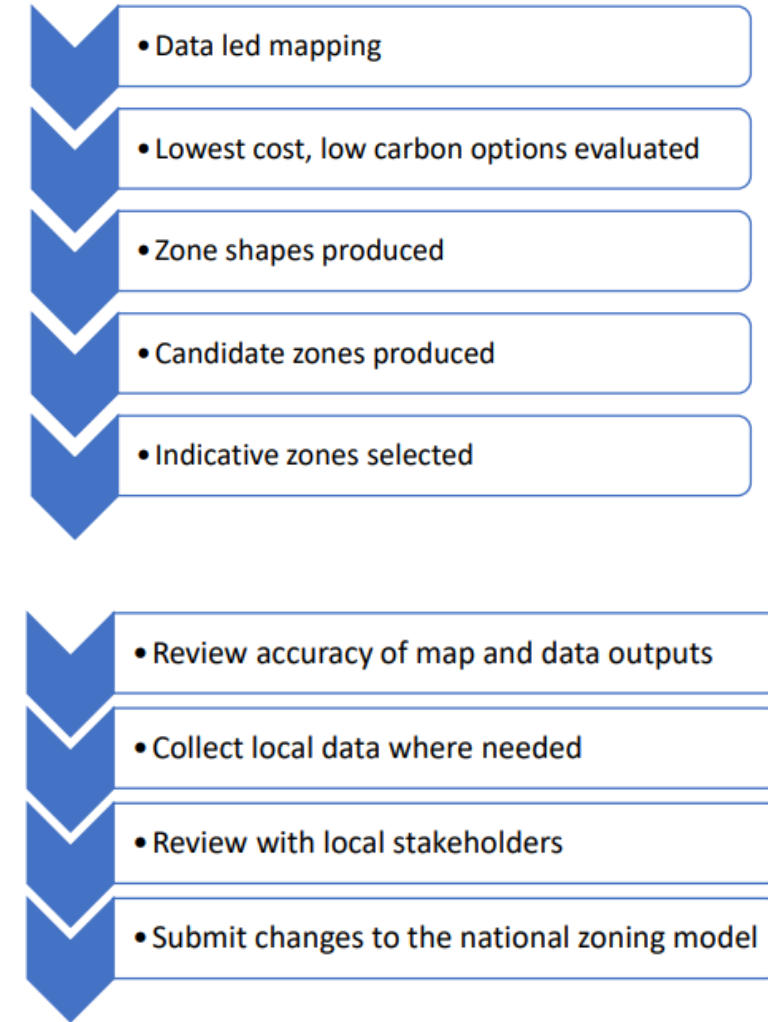 •Data led mapping
•Lowest cost, low carbon options evaluated
•Zone shapes produced
•Candidate zones produced
•Indicative zones selected
•Review accuracy of map and data outputs
•Collect local data where needed
•Review with local stakeholders
•Submit changes to the national zoning model